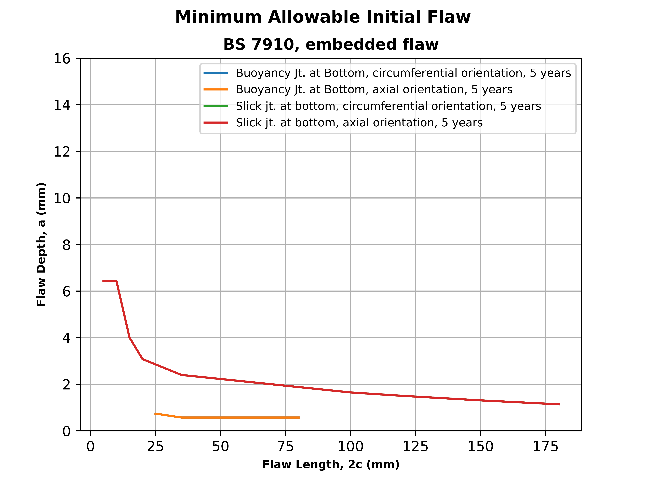 Minimum Allowable Initial Flaw
BS 7910, embedded flaw
16
14
12
10
8
6
4
2
0
Flaw Depth, a (mm)
Buoyancy Jt. at Bottom, circumferential orientation, 5 years
Buoyancy Jt. at Bottom, axial orientation, 5 years
Slick jt. at bottom, circumferential orientation, 5 years
Slick jt. at bottom, axial orientation, 5 years
0 25 50 75 100 125 150 175
Flaw Length, 2c (mm)